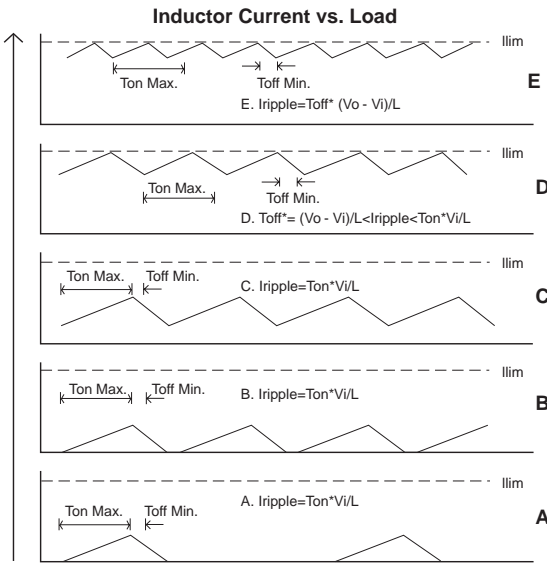 Inductor Current vs. Load
Ilim
Ton Max.
Toff Min.
E. Iripple=Toff* (Vo - Vi)/L
E
Ilim
Ton Max.
Toff Min.
D. Toff*= (Vo - Vi)/L<Iripple<Ton*Vi/L
D
Ilim
Ton Max. Toff Min.
C. Iripple=Ton*Vi/L
C
Ilim
Ton Max. Toff Min.
B. Iripple=Ton*Vi/L
B
Ilim
Ton Max. Toff Min.
A. Iripple=Ton*Vi/L
A